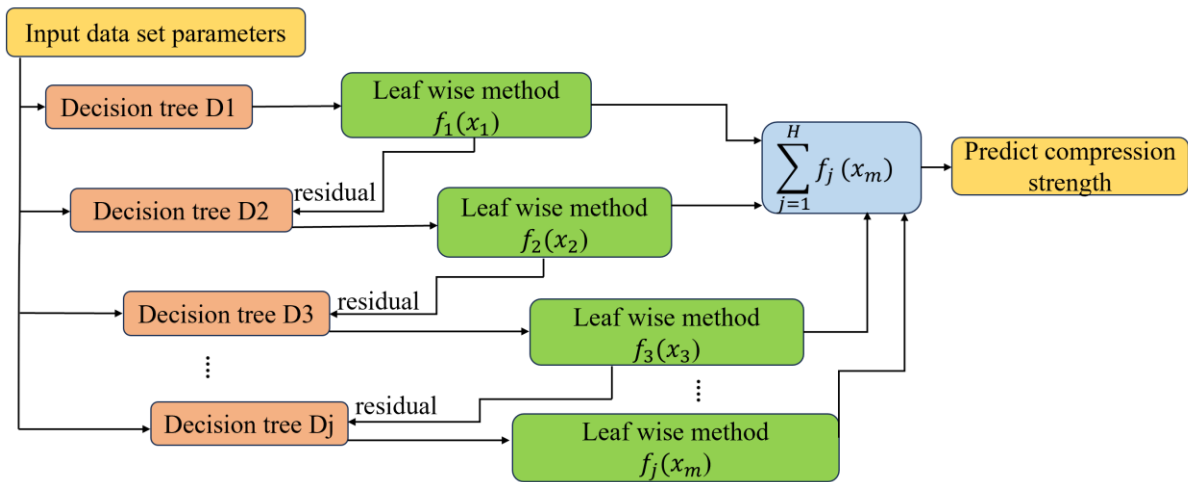 Input data set parameters
Decision tree D1
Leaf wise method
f₁(x₁)
residual
Decision tree D2
Leaf wise method
f₂(x₂)
residual
Decision tree D3
Leaf wise method
f₃(x₃)
⋮
residual
Decision tree Dj
⋮
Leaf wise method
fⱼ(xₘ)
H
∑ fⱼ (xₘ)
j=1
Predict compression
strength